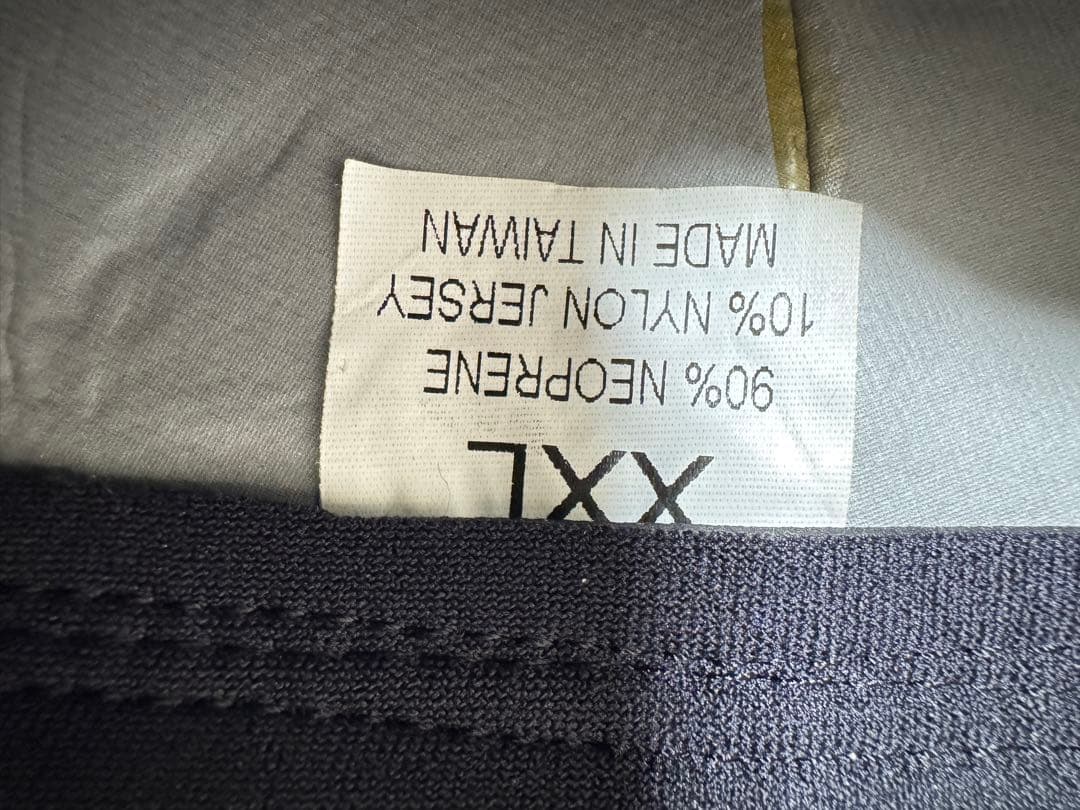 XXL
90% NEOPRENE
10% NYLON JERSEY
MADE IN TAIWAN